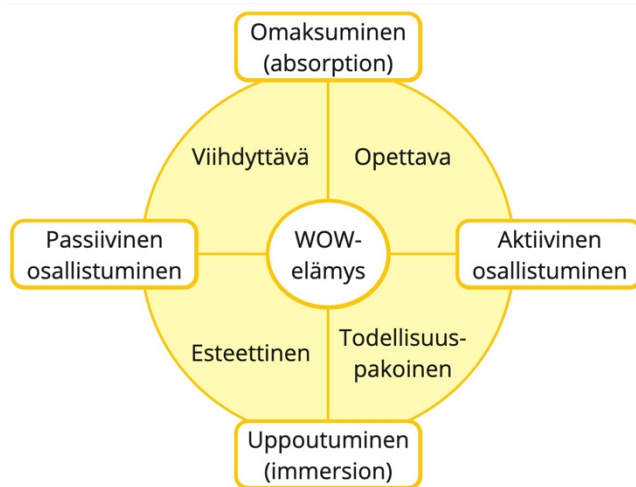 Omaksuminen
(absorption)
Viihdyttävä
Opettava
Passiivinen
osallistuminen
WOW-
elämys
Aktiivinen
osallistuminen
Esteettinen
Todellisuus-
pakoinen
Uppoutuminen
(immersion)